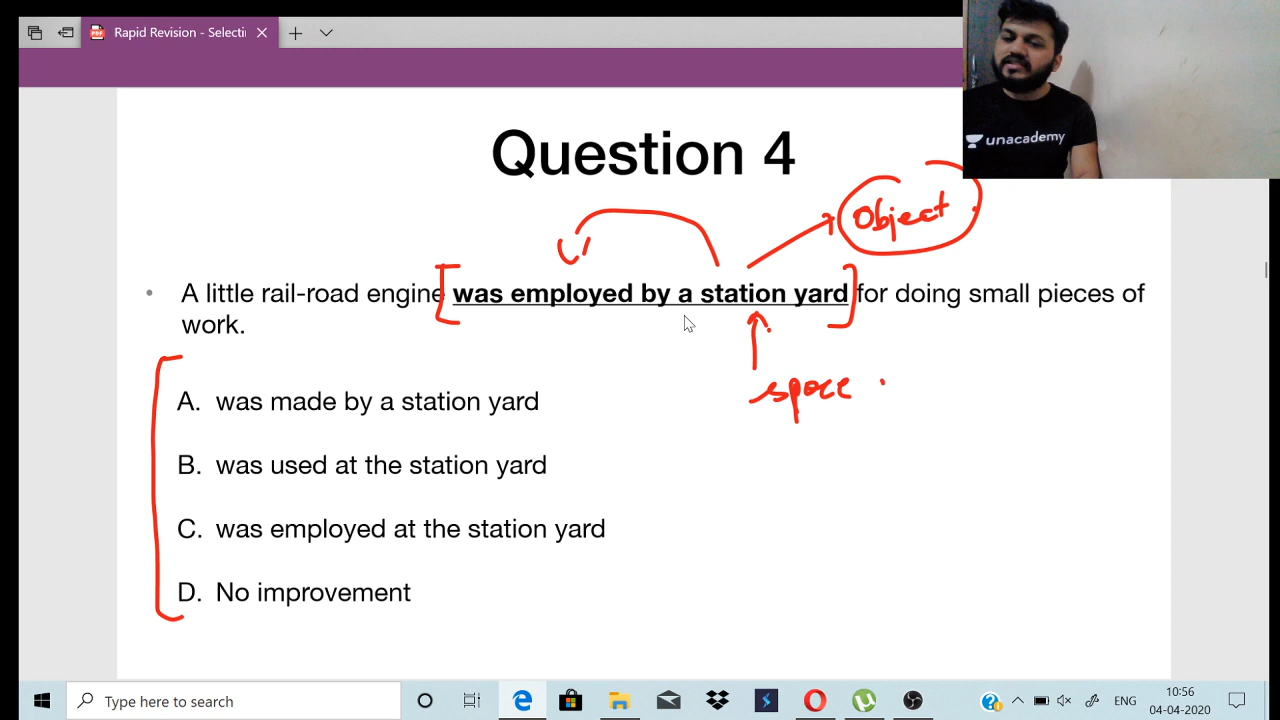 Rapid Revision - Selecti
unacademy
Question 4
Object
• A little rail-road engine was employed by a station yard for doing small pieces of
work.
space
A. was made by a station yard
B. was used at the station yard
C. was employed at the station yard
D. No improvement
Type here to search
ENG
10:56
04-04-2020